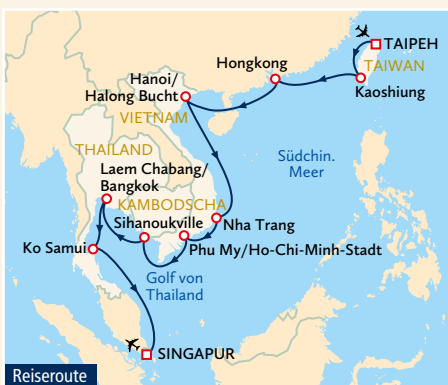 TAIPEH
Hongkong
TAIWAN
Hanoi/
Halong Bucht
Kaoshiung
VIETNAM
THAILAND
Südchin.
Meer
Laem Chabang/
Bangkok
KAMBODSCHA
Sihanoukville
Nha Trang
Ko Samui
Phu My/Ho-Chi-Minh-Stadt
Golf von
Thailand
SINGAPUR
Reiseroute